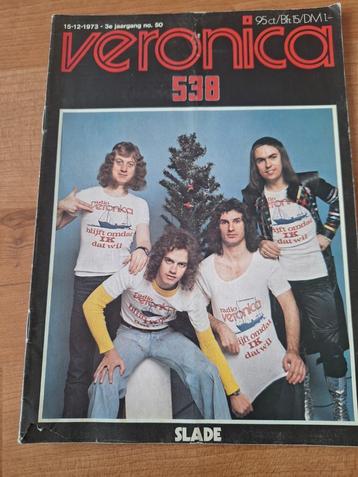 15-12-1973 - 3e jaargang no. 50
95 ct/Bfr.15/DM 1.-
veronica
538
radio
veronica
blijft omdat
IK
dat wil
radio
veronica
blijft omdat
IK
dat wil
radio
veronica
blijft omdat
IK
dat wil
SLADE